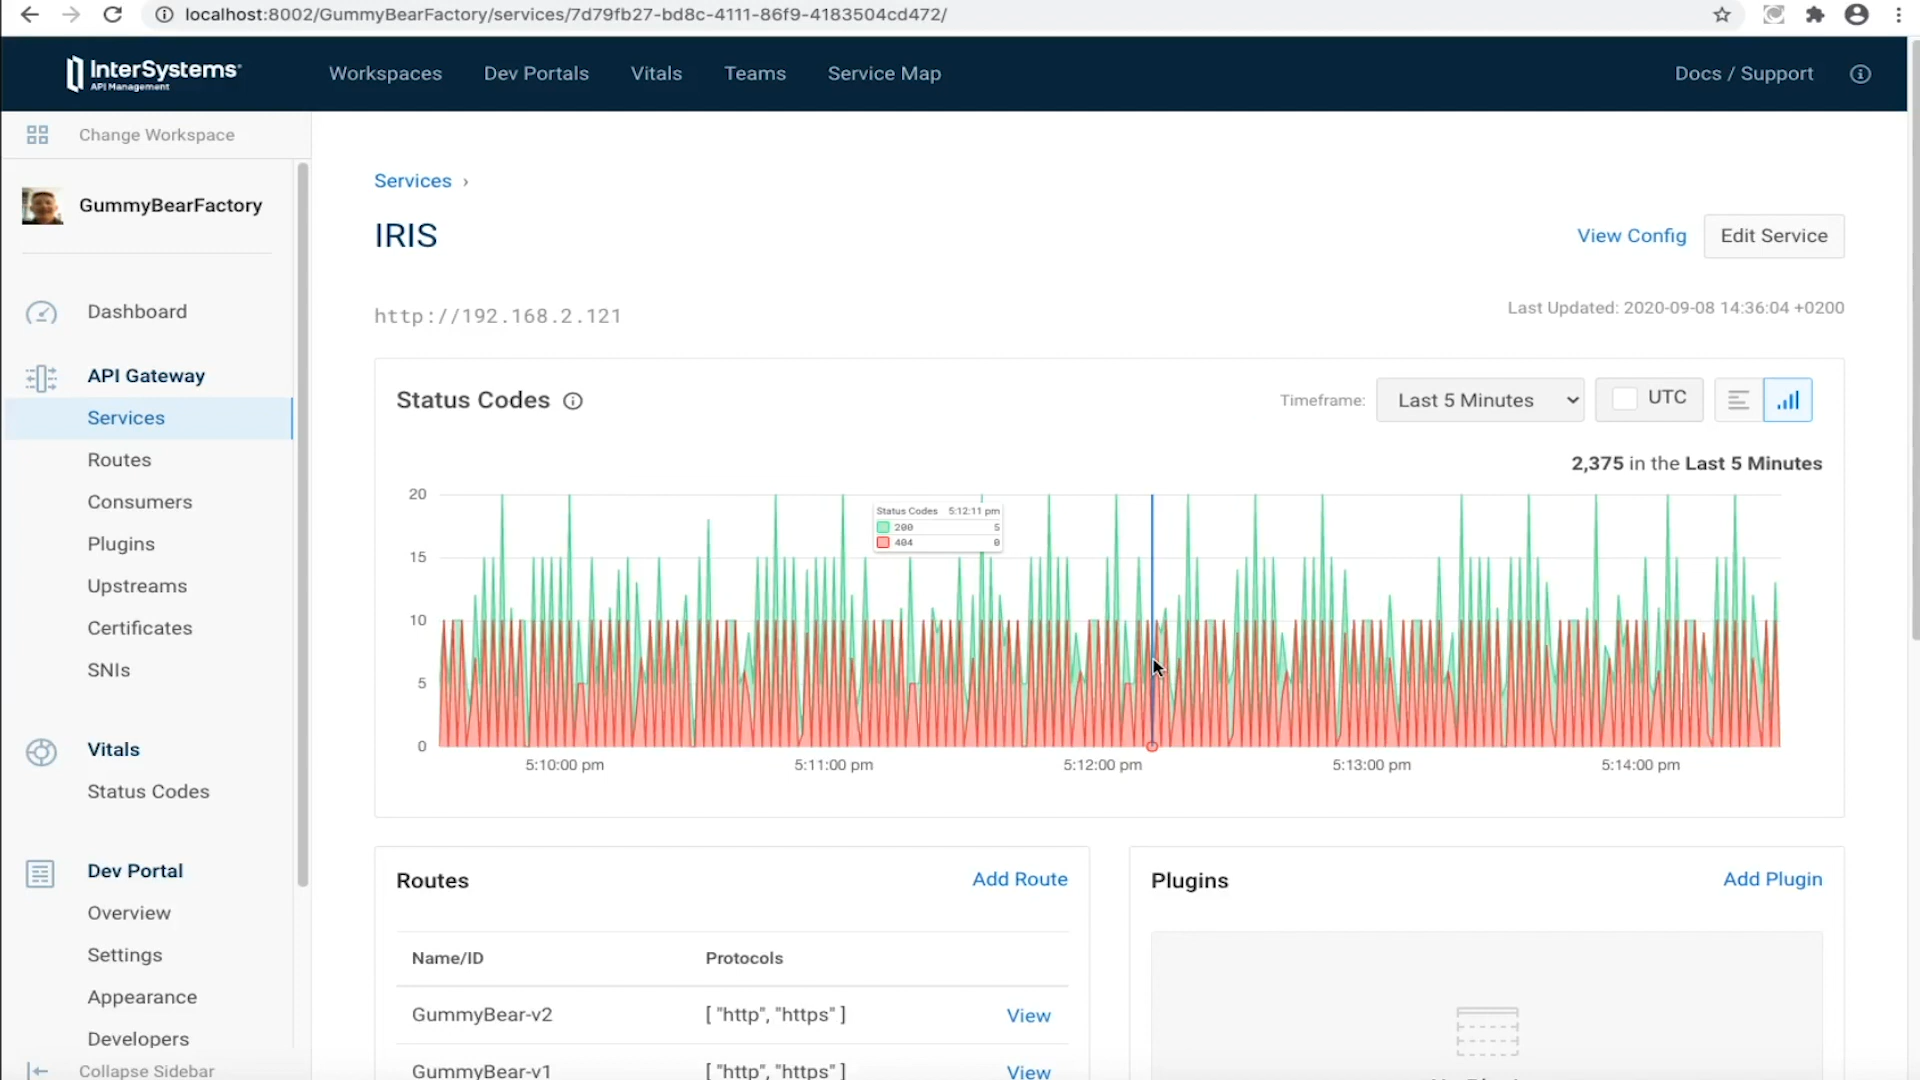 localhost:8002/GummyBearFactory/services/7d79fb27-bd8c-4111-86f9-4183504cd472/
InterSystems
API Management
Workspaces
Dev Portals
Vitals
Teams
Service Map
Docs / Support
Change Workspace
GummyBearFactory
Dashboard
API Gateway
Services
Routes
Consumers
Plugins
Upstreams
Certificates
SNIs
Vitals
Status Codes
Dev Portal
Overview
Settings
Appearance
Developers
Collapse Sidebar
Services ›
IRIS
View Config
Edit Service
http://192.168.2.121
Last Updated: 2020-09-08 14:36:04 +0200
Status Codes
Timeframe:
Last 5 Minutes
UTC
2,375 in the Last 5 Minutes
20
15
10
5
0
Status Codes 5:12:11 pm
200 5
404 0
5:10:00 pm
5:11:00 pm
5:12:00 pm
5:13:00 pm
5:14:00 pm
Routes
Add Route
Name/ID Protocols
GummyBear-v2 [ "http", "https" ] View
GummyBear-v1 [ "http", "https" ] View
Plugins
Add Plugin